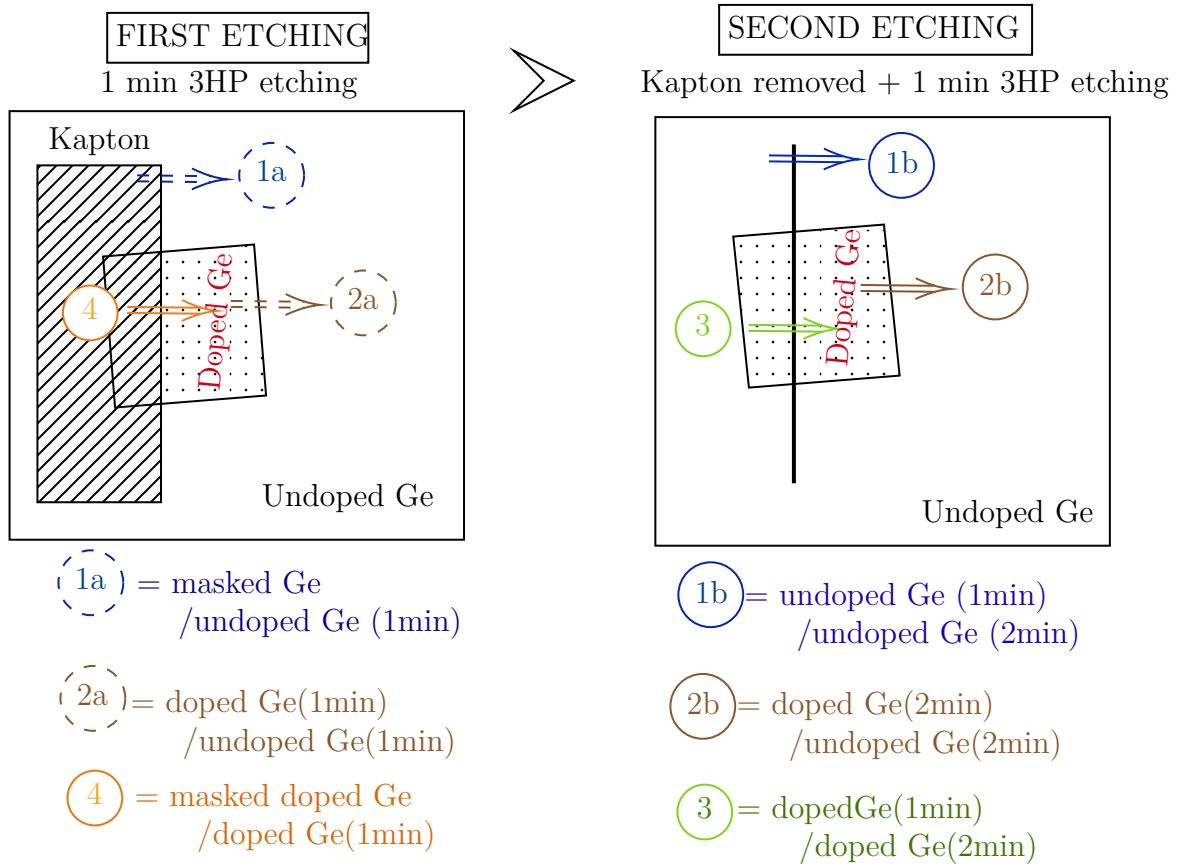 FIRST ETCHING
1 min 3HP etching
Kapton
1a
4
Doped Ge
2a
Undoped Ge
1a = masked Ge
/undoped Ge (1min)
2a = doped Ge(1min)
/undoped Ge(1min)
4 = masked doped Ge
/doped Ge(1min)
SECOND ETCHING
Kapton removed + 1 min 3HP etching
1b
2b
3
Doped Ge
Undoped Ge
1b = undoped Ge (1min)
/undoped Ge (2min)
2b = doped Ge(2min)
/undoped Ge(2min)
3 = dopedGe(1min)
/doped Ge(2min)